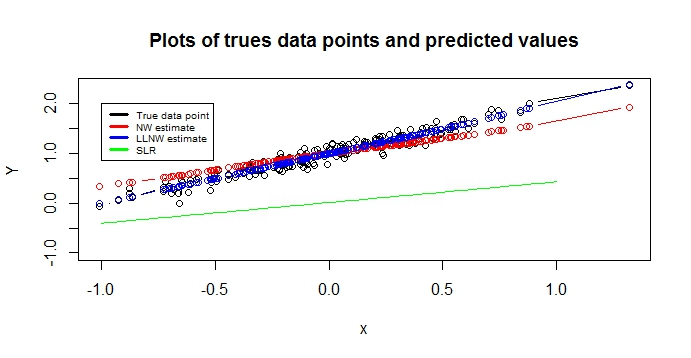 Plots of trues data points and predicted values
True data point
NW estimate
LLNW estimate
SLR
Y
2.0
1.0
0.0
-1.0
-1.0
-0.5
0.0
0.5
1.0
x